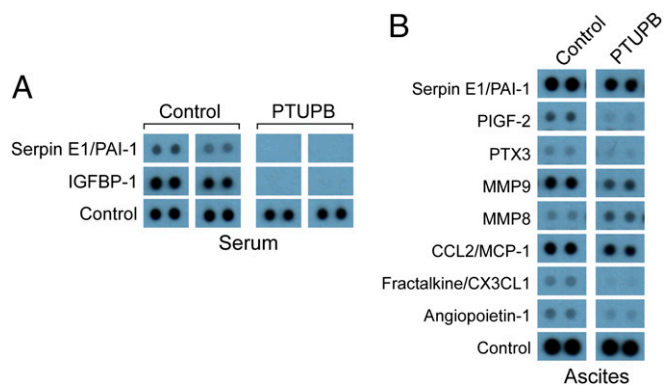 A
Control PTUPB
Serpin E1/PAI-1
IGFBP-1
Control
Serum
B
Control PTUPB
Serpin E1/PAI-1
PIGF-2
PTX3
MMP9
MMP8
CCL2/MCP-1
Fractalkine/CX3CL1
Angiopoietin-1
Control
Ascites